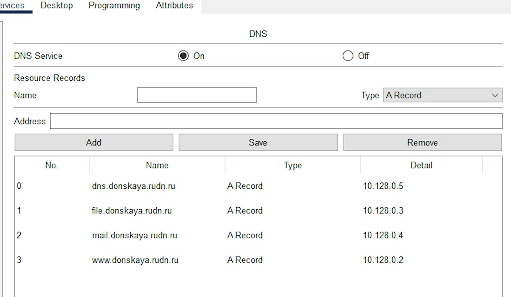 ervices Desktop Programming Attributes
DNS
DNS Service On Off
Resource Records
Name Type A Record
Address
Add Save Remove
No. Name Type Detail
0 dns.donskaya.rudn.ru A Record 10.128.0.5
1 file.donskaya.rudn.ru A Record 10.128.0.3
2 mail.donskaya.rudn.ru A Record 10.128.0.4
3 www.donskaya.rudn.ru A Record 10.128.0.2